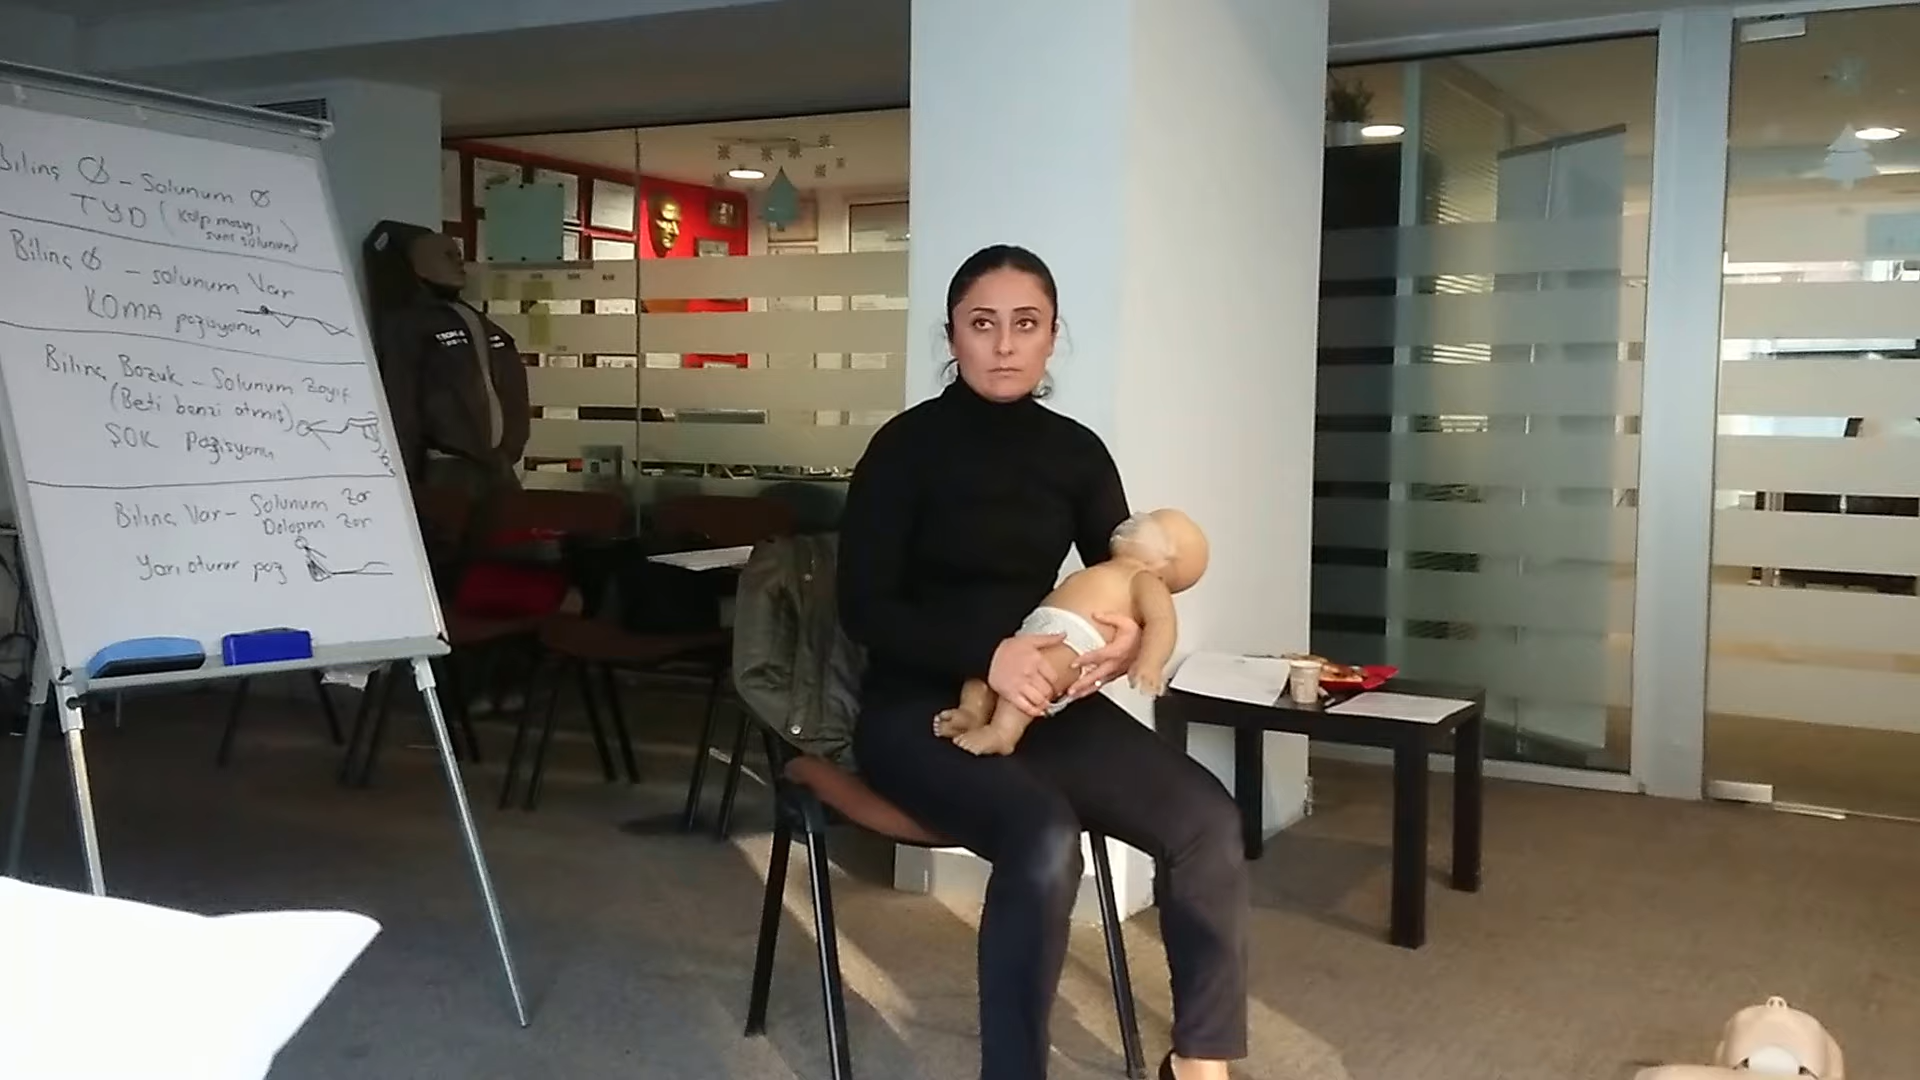 Bilinç Ø - Solunum Ø
TYD (Kalp masajı
suni solunum)
Bilinç Ø - solunum Var
KOMA pozisyonu
Bilinç Bozuk - Solunum Zayıf
(Beti benzi atmış)
ŞOK Pozisyonu
Bilinç Var - Solunum Zor
Dolaşım Zor
Yarı oturur poz